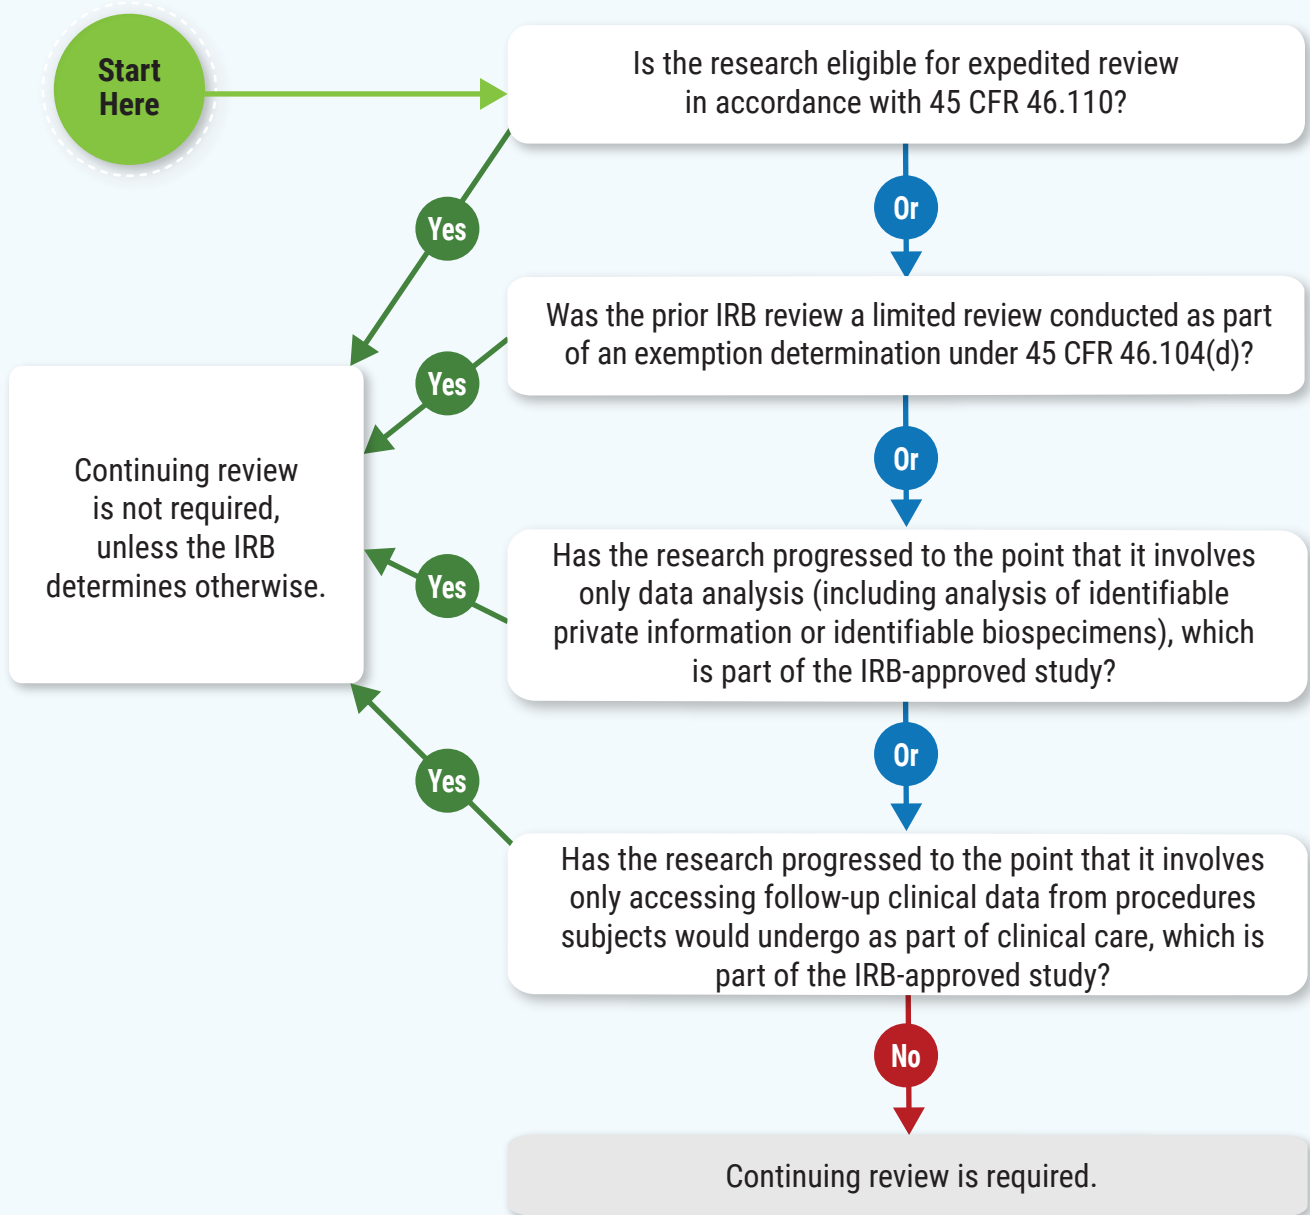 Start
Here
Is the research eligible for expedited review
in accordance with 45 CFR 46.110?
Yes
Or
Was the prior IRB review a limited review conducted as part
of an exemption determination under 45 CFR 46.104(d)?
Yes
Or
Continuing review
is not required,
unless the IRB
determines otherwise.
Has the research progressed to the point that it involves
only data analysis (including analysis of identifiable
private information or identifiable biospecimens), which
is part of the IRB-approved study?
Yes
Or
Yes
Has the research progressed to the point that it involves
only accessing follow-up clinical data from procedures
subjects would undergo as part of clinical care, which is
part of the IRB-approved study?
No
Continuing review is required.